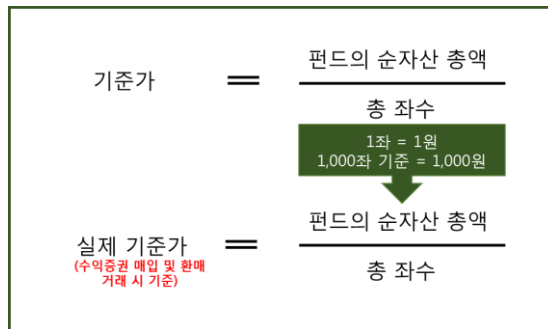 펀드의 순자산 총액
기준가 =
총 좌수
1좌 = 1원
1,000좌 기준 = 1,000원
펀드의 순자산 총액
실제 기준가 =
(수익증권 매입 및 환매
거래 시 기준)
총 좌수